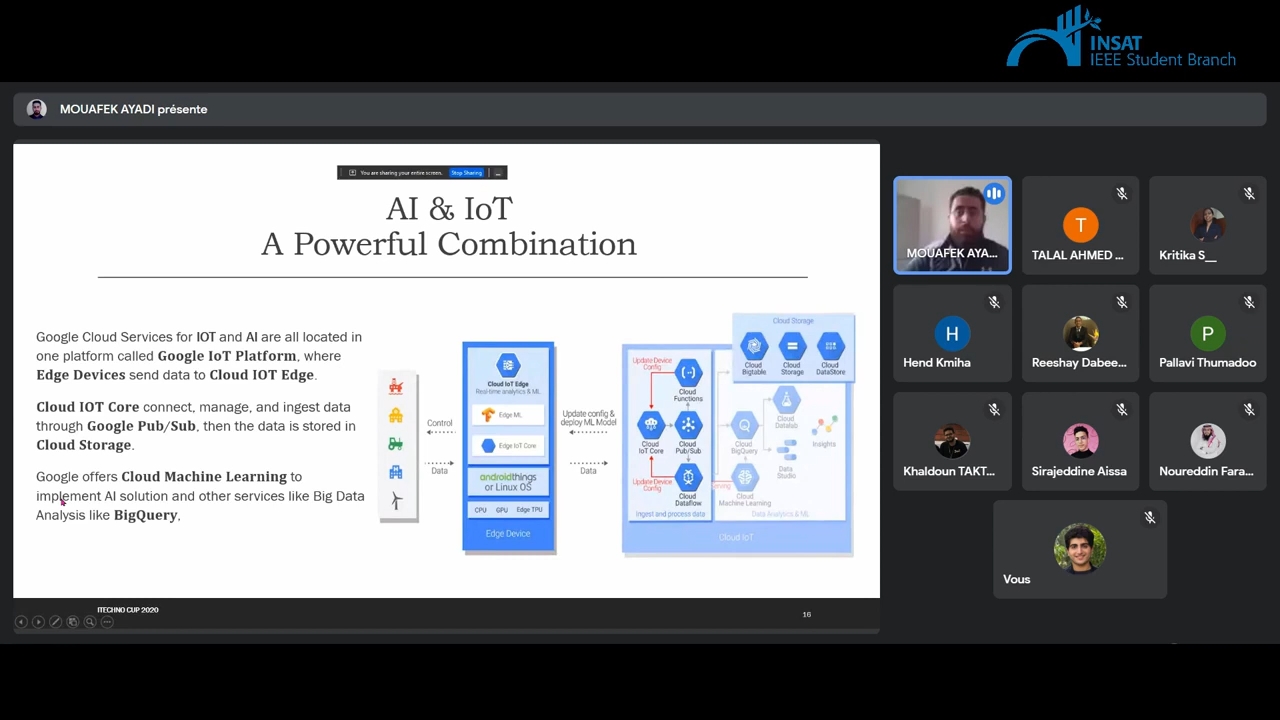 INSAT
IEEE Student Branch
MOUAFEK AYADI présente
You are sharing your entire screen. Stop Sharing
AI & IoT
A Powerful Combination
Google Cloud Services for IOT and AI are all located in
one platform called Google IoT Platform, where
Edge Devices send data to Cloud IOT Edge.
Cloud IOT Core connect, manage, and ingest data
through Google Pub/Sub, then the data is stored in
Cloud Storage.
Google offers Cloud Machine Learning to
implement AI solution and other services like Big Data
Analysis like BigQuery,
Control
Data
Cloud IoT Edge
Real-time analytics & ML
Edge ML
Edge IoT Core
androidthings
or Linux OS
CPU GPU Edge TPU
Edge Device
Update config &
deploy ML Model
Data
Cloud Storage
Cloud
Bigtable
Cloud
Storage
Cloud
DataStore
Update Device
Config
Cloud
Functions
Cloud
IoT Core
Cloud
Pub/Sub
Update Device
Config
Cloud
Dataflow
Ingest and process data
Cloud
BigQuery
Cloud
Datalab
Data
Studio
Insights
Cloud
Machine Learning
Data Analytics & ML
Cloud IoT
ITECHNO CUP 2020
16
MOUAFEK AYA...
T
TALAL AHMED ...
Kritika S__
H
Hend Kmiha
Reeshay Dabee...
P
Pallavi Thumahoo
Khaldoun TAKT...
Sirajeddine Aissa
Noureddin Fara...
Vous